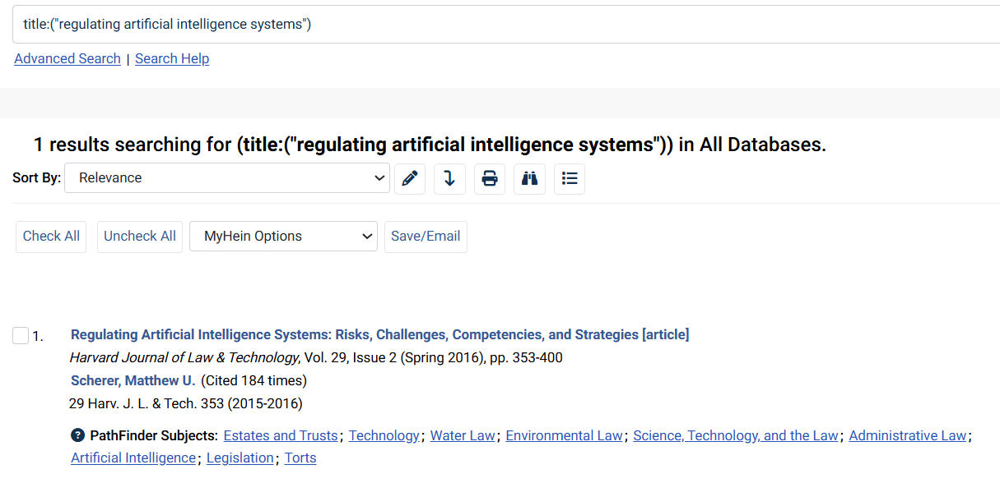 title:("regulating artificial intelligence systems")
Advanced Search | Search Help
1 results searching for (title:("regulating artificial intelligence systems")) in All Databases.
Sort By: Relevance
Check All Uncheck All MyHein Options Save/Email
1. Regulating Artificial Intelligence Systems: Risks, Challenges, Competencies, and Strategies [article]
Harvard Journal of Law & Technology, Vol. 29, Issue 2 (Spring 2016), pp. 353-400
Scherer, Matthew U. (Cited 184 times)
29 Harv. J. L. & Tech. 353 (2015-2016)
? PathFinder Subjects: Estates and Trusts; Technology; Water Law; Environmental Law; Science, Technology, and the Law; Administrative Law;
Artificial Intelligence; Legislation; Torts